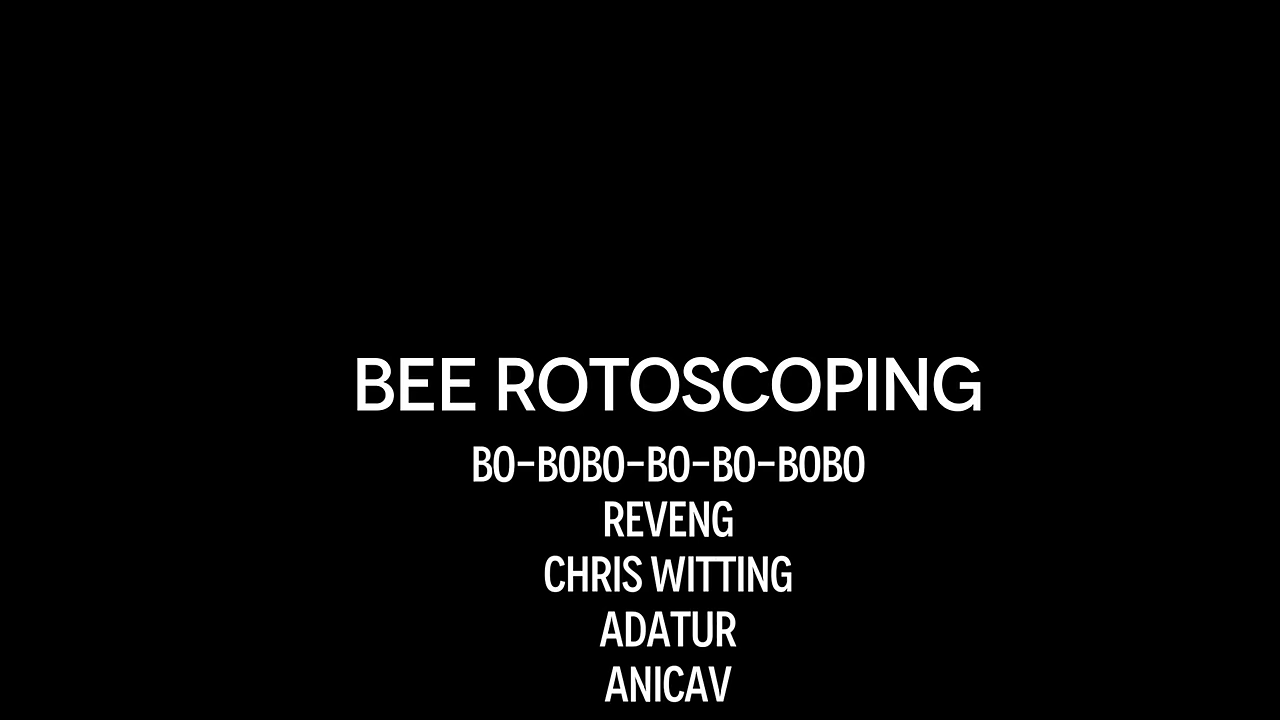 BEE ROTOSCOPING
BO-BOBO-BO-BO-BOBO
REVENG
CHRIS WITTING
ADATUR
ANICAV